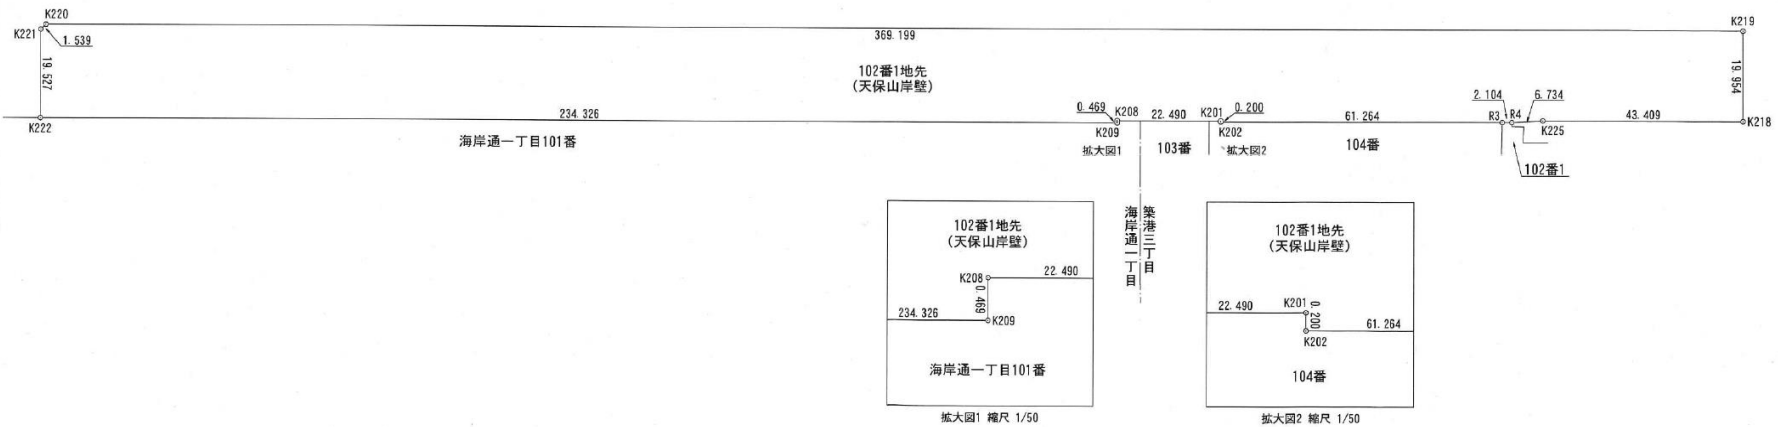 K220
K219
K221
1.539
369.199
19.527
102番1地先
(天保山岸壁)
19.954
K222
234.326
0.469
K208
K209
22.490
K201
0.200
K202
61.264
2.104
6.734
R3
R4
K225
43.409
K218
海岸通一丁目101番
拡大図1
103番
拡大図2
104番
102番1
海岸通一丁目
築港三丁目
102番1地先
(天保山岸壁)
K208
22.490
0.469
234.326
K209
海岸通一丁目101番
拡大図1 縮尺 1/50
102番1地先
(天保山岸壁)
22.490
K201
0.200
61.264
K202
104番
拡大図2 縮尺 1/50